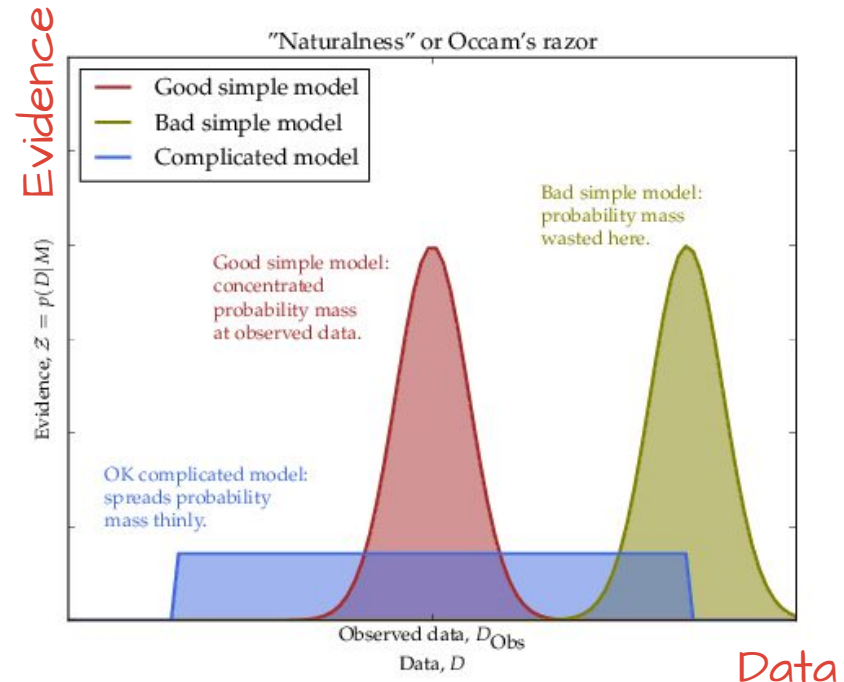 Evidence
"Naturalness" or Occam's razor
Good simple model
Bad simple model
Complicated model
Bad simple model:
probability mass
wasted here.
Good simple model:
concentrated
probability mass
at observed data.
Evidence, 𝒵 = p(D|M)
OK complicated model:
spreads probability
mass thinly.
Observed data, D_Obs
Data, D
Data